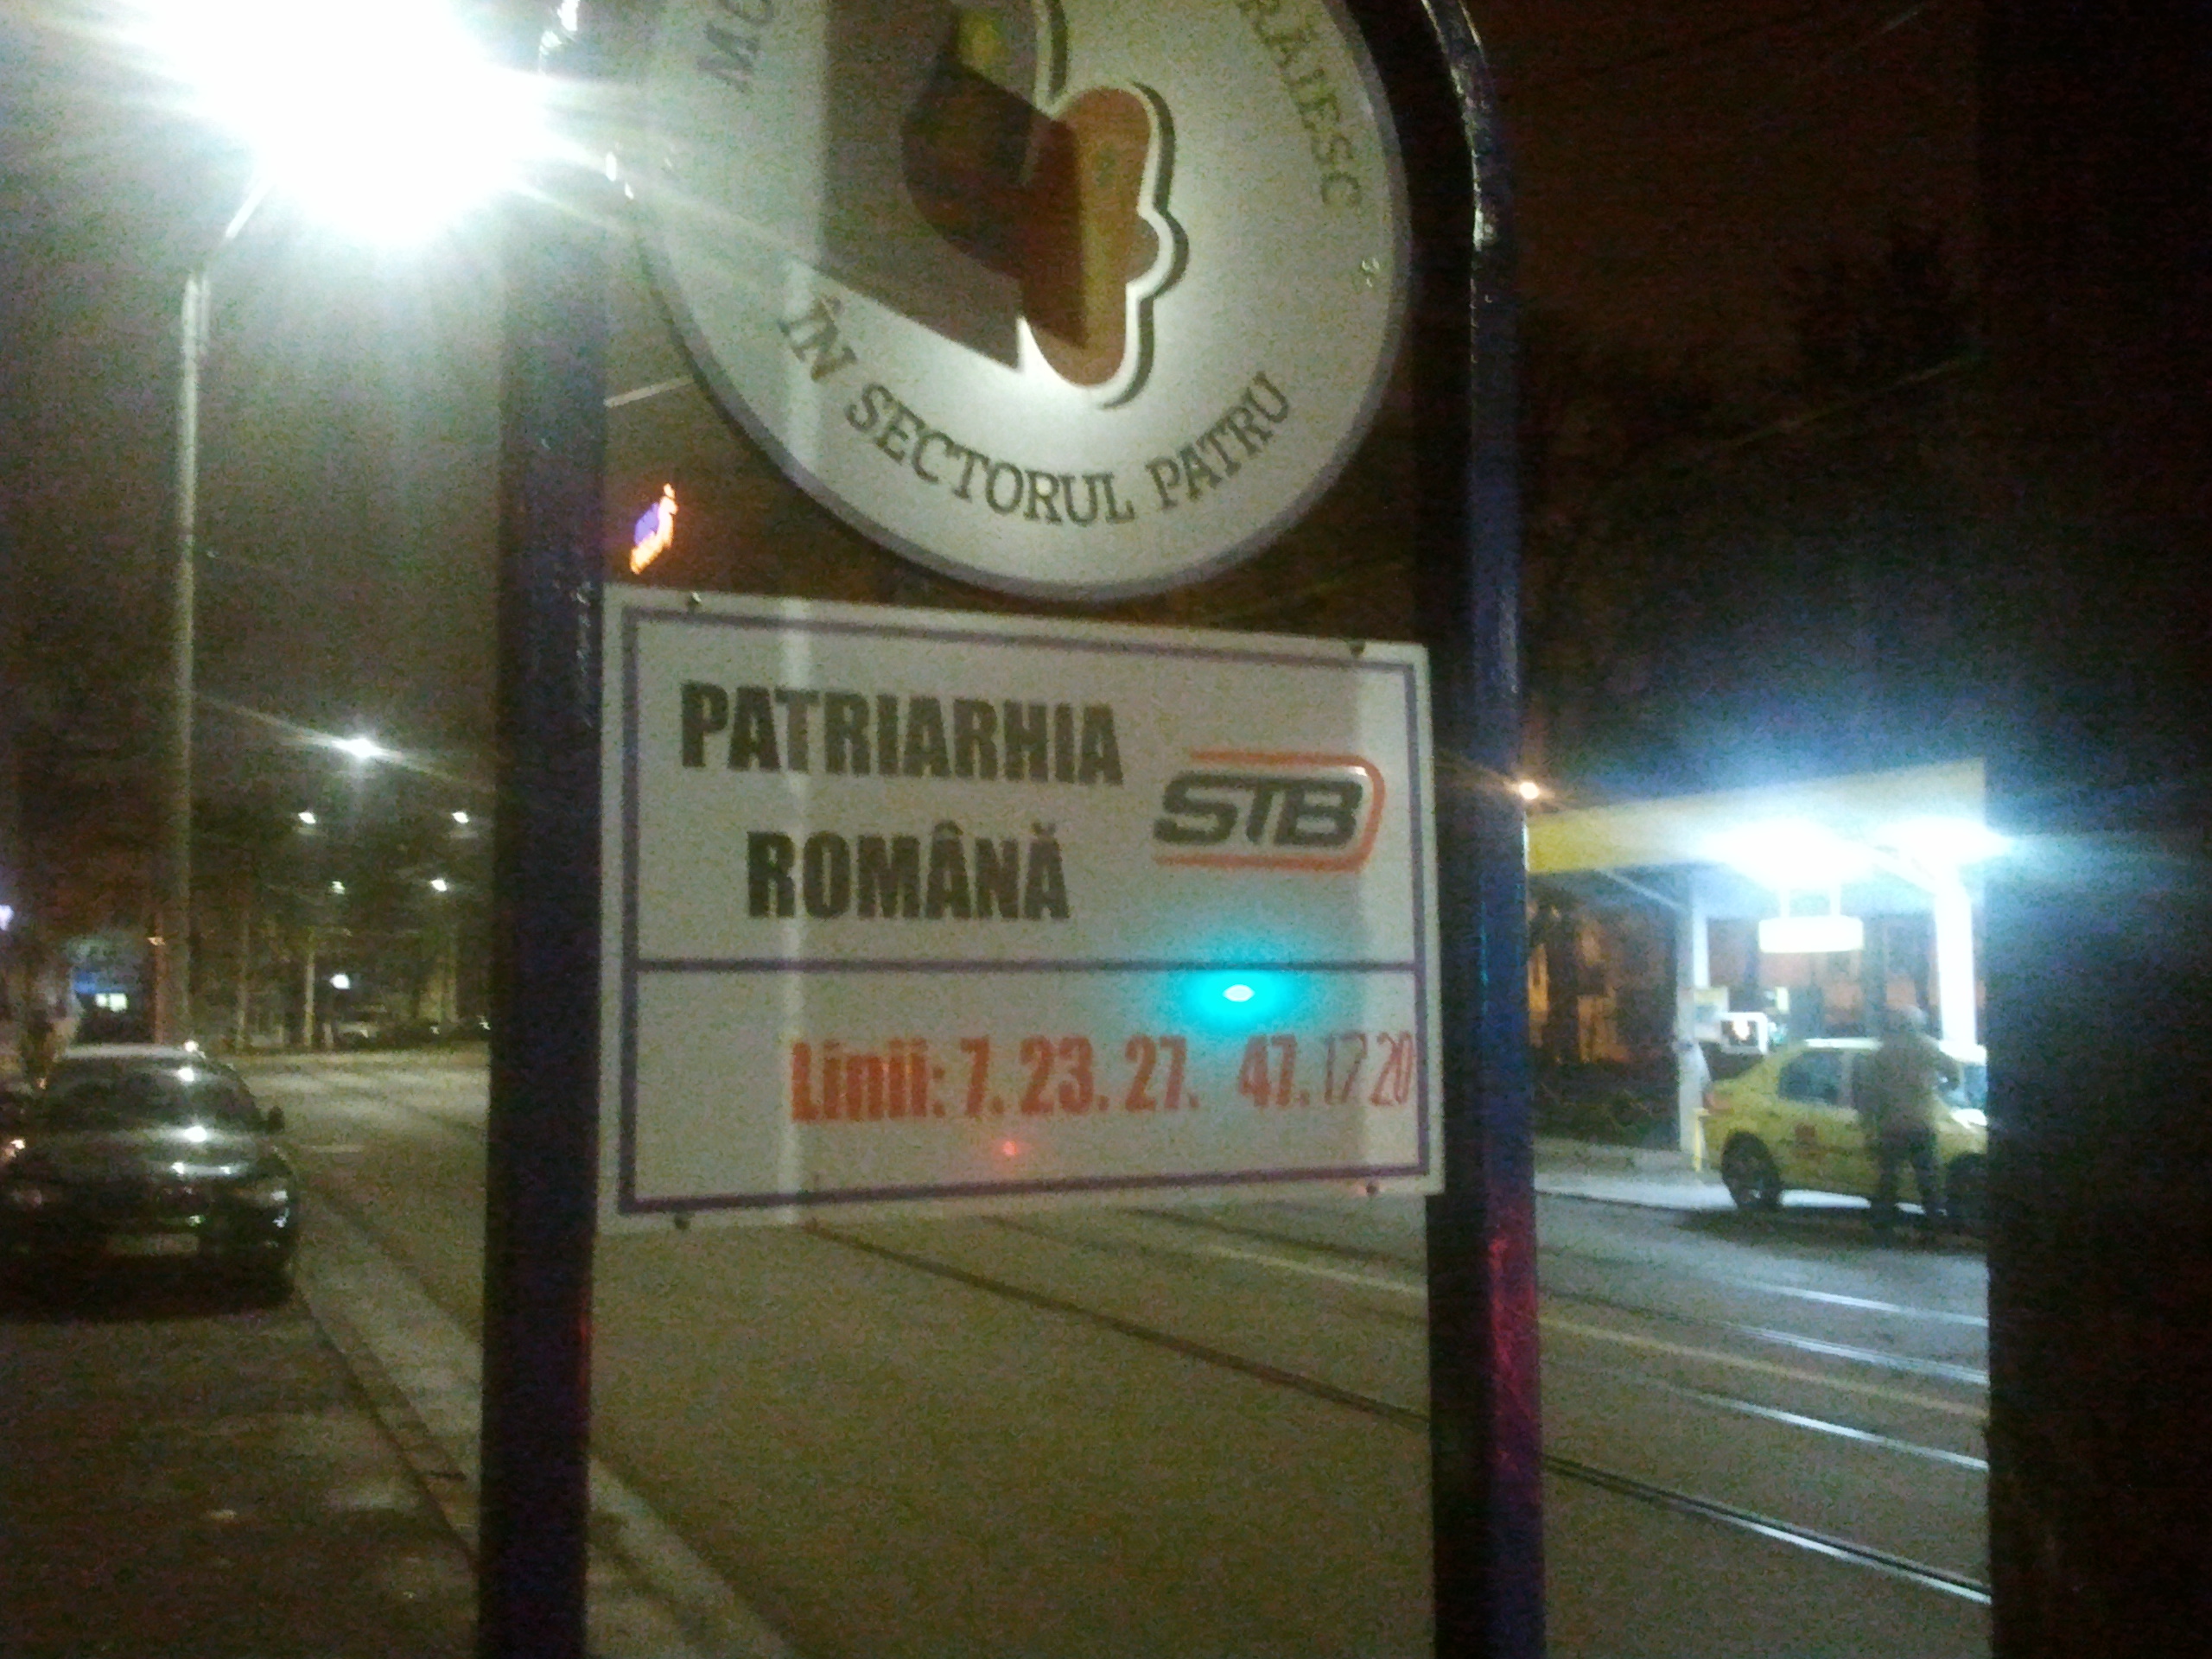 ÎN SECTORUL PATRU
PATRIARHIA
ROMÂNĂ
STB
Linii: 7. 23. 27. 47. 17 20